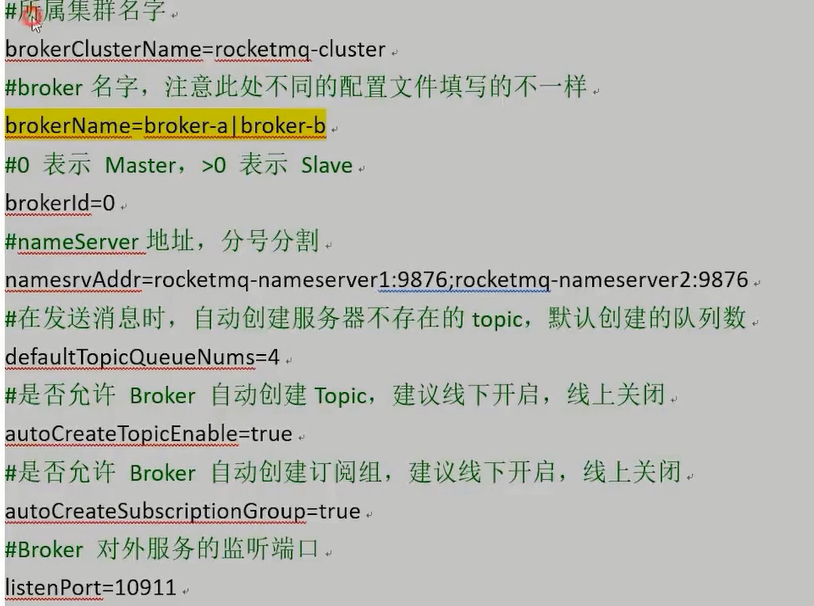 #所属集群名字
brokerClusterName=rocketmq-cluster
#broker 名字，注意此处不同的配置文件填写的不一样
brokerName=broker-a|broker-b
#0 表示 Master，>0 表示 Slave
brokerId=0
#nameServer 地址，分号分割
namesrvAddr=rocketmq-nameserver1:9876;rocketmq-nameserver2:9876
#在发送消息时，自动创建服务器不存在的 topic，默认创建的队列数
defaultTopicQueueNums=4
#是否允许 Broker 自动创建 Topic，建议线下开启，线上关闭
autoCreateTopicEnable=true
#是否允许 Broker 自动创建订阅组，建议线下开启，线上关闭
autoCreateSubscriptionGroup=true
#Broker 对外服务的监听端口
listenPort=10911